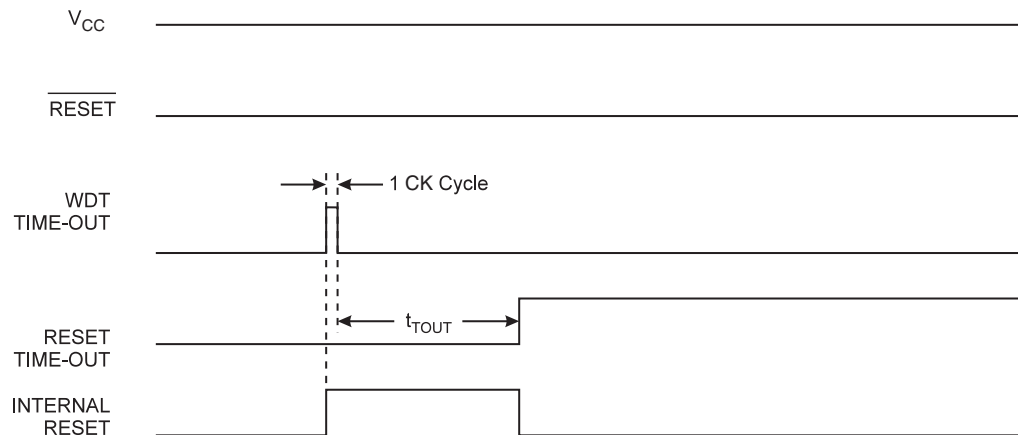 VCC
RESET
1 CK Cycle
WDT
TIME-OUT
tTOUT
RESET
TIME-OUT
INTERNAL
RESET